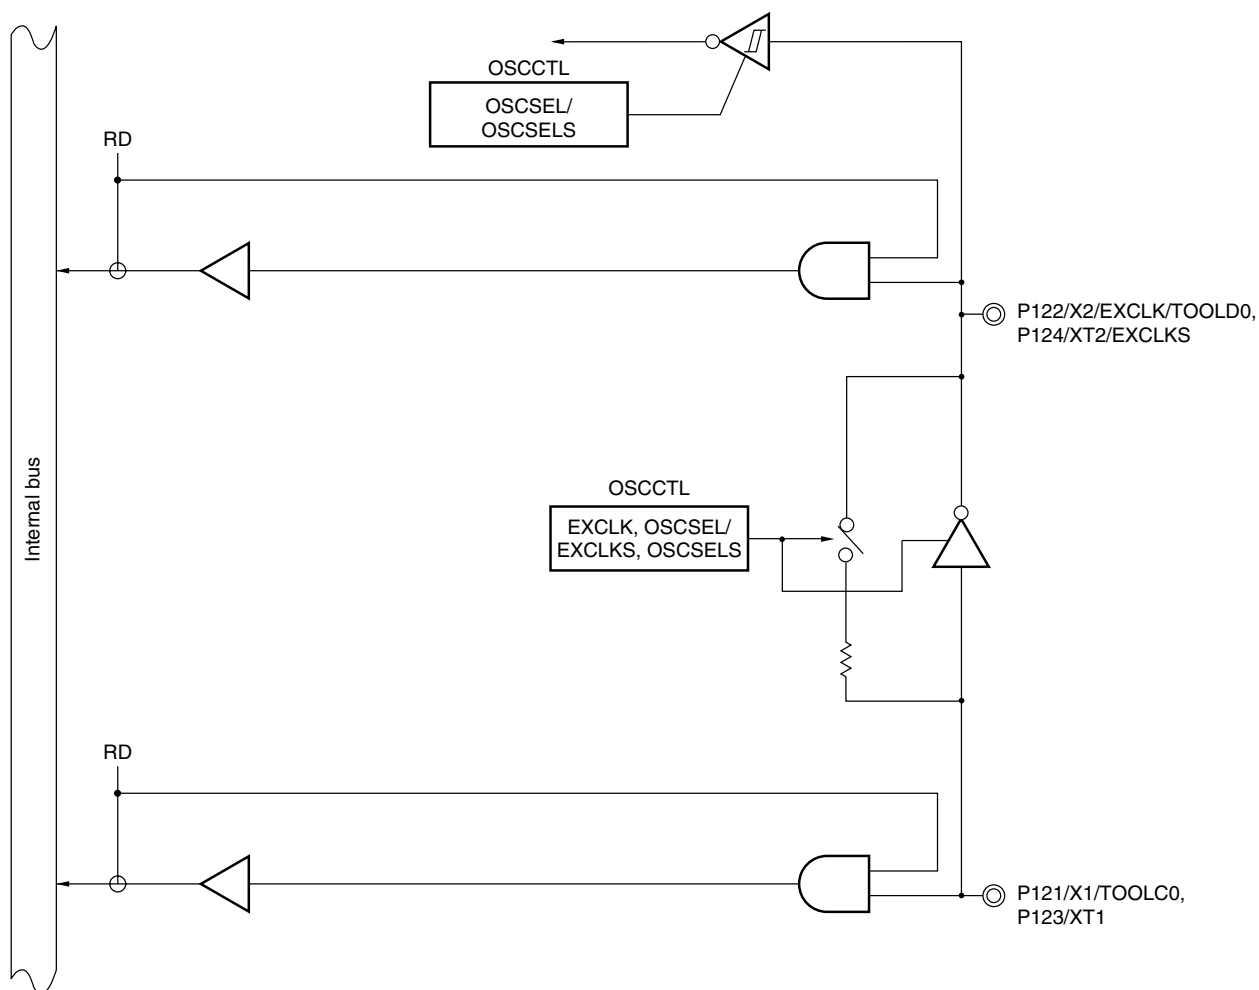 OSCCTL
OSCSEL/
OSCSELS
RD
P122/X2/EXCLK/TOOLD0,
P124/XT2/EXCLKS
Internal bus
OSCCTL
EXCLK, OSCSEL/
EXCLKS, OSCSELS
RD
P121/X1/TOOLC0,
P123/XT1